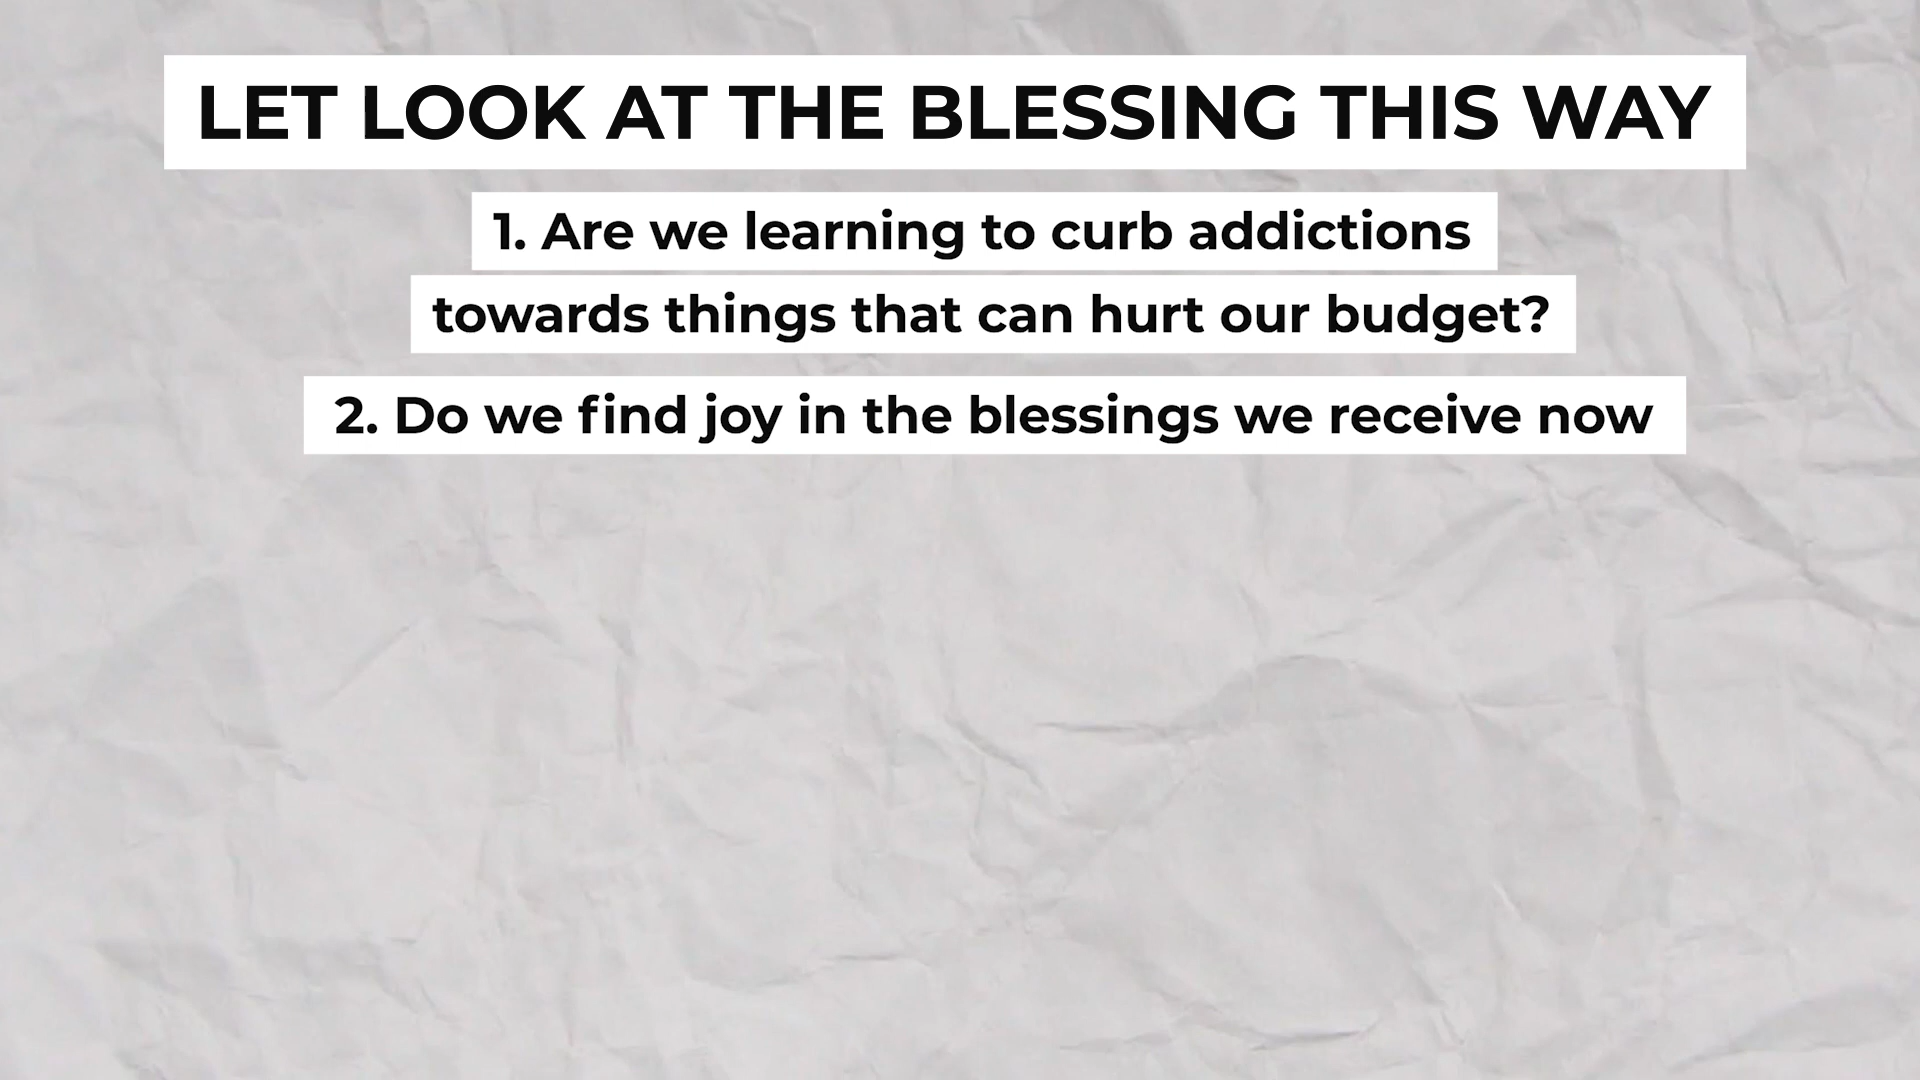 LET LOOK AT THE BLESSING THIS WAY
1. Are we learning to curb addictions
towards things that can hurt our budget?
2. Do we find joy in the blessings we receive now